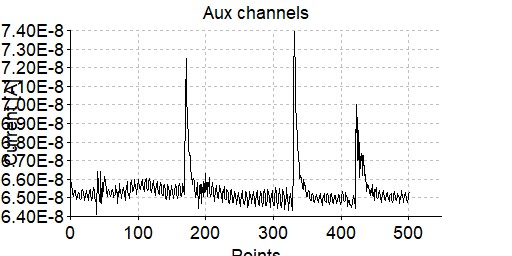 Aux channels
7.40E-8
7.30E-8
7.20E-8
7.10E-8
7.00E-8
6.90E-8
6.80E-8
6.70E-8
6.60E-8
6.50E-8
6.40E-8
Current [A]
0 100 200 300 400 500
Points